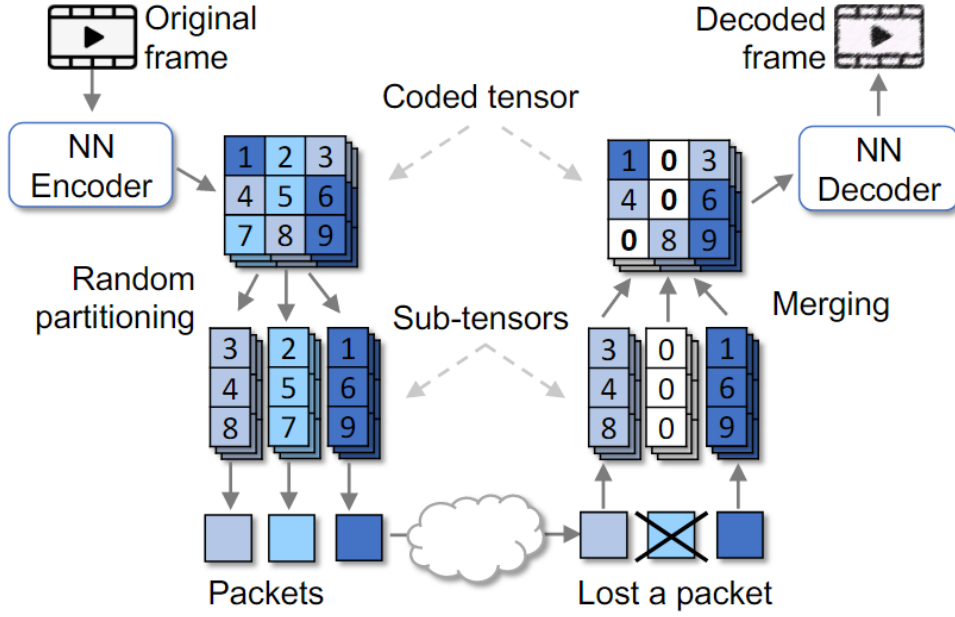 Original
frame
Decoded
frame
NN
Encoder
Coded tensor
NN
Decoder
1 2 3
4 5 6
7 8 9
1 0 3
4 0 6
0 8 9
Random
partitioning
Sub-tensors
Merging
3 2 1
4 5 6
8 7 9
3 0 1
4 0 6
8 0 9
Packets
Lost a packet